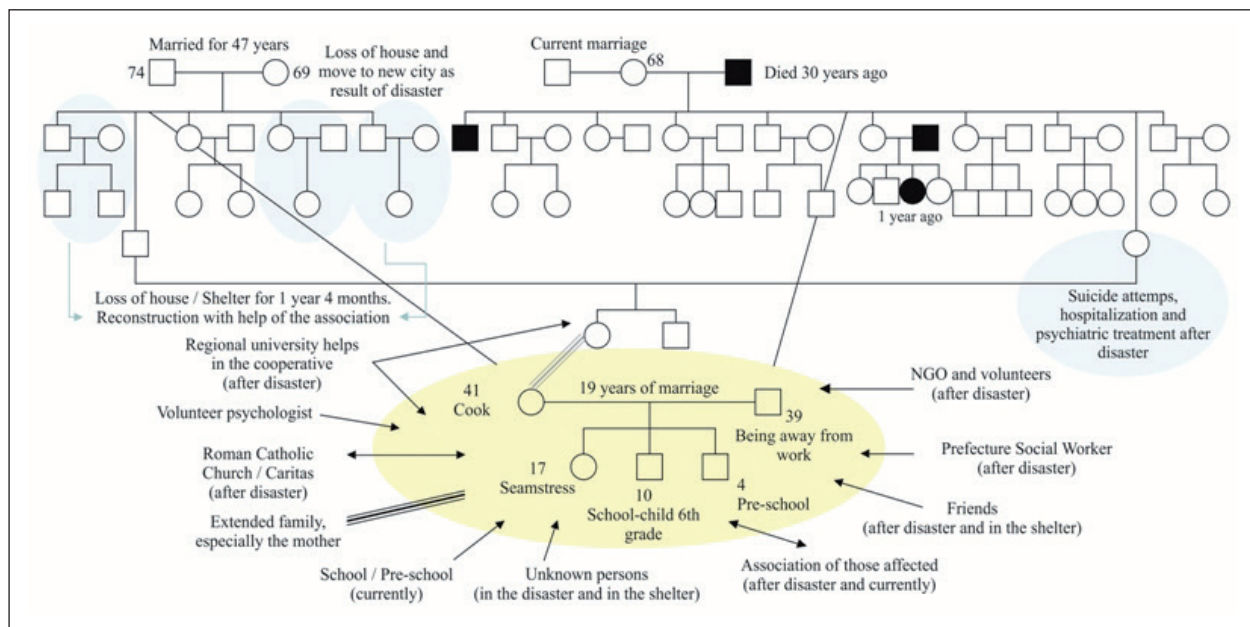 Married for 47 years
74
69
Loss of house and
move to new city as
result of disaster
Current marriage
68
Died 30 years ago
1 year ago
Loss of house / Shelter for 1 year 4 months.
Reconstruction with help of the association
Suicide attemps,
hospitalization and
psychiatric treatment after
disaster
Regional university helps
in the cooperative
(after disaster)
Volunteer psychologist
Roman Catholic
Church / Caritas
(after disaster)
Extended family,
especially the mother
School / Pre-school
(currently)
Unknown persons
(in the disaster and in the shelter)
41
Cook
19 years of marriage
39
Being away from
work
17
Seamstress
10
School-child 6th
grade
4
Pre-school
NGO and volunteers
(after disaster)
Prefecture Social Worker
(after disaster)
Friends
(after disaster and in the shelter)
Association of those affected
(after disaster and currently)